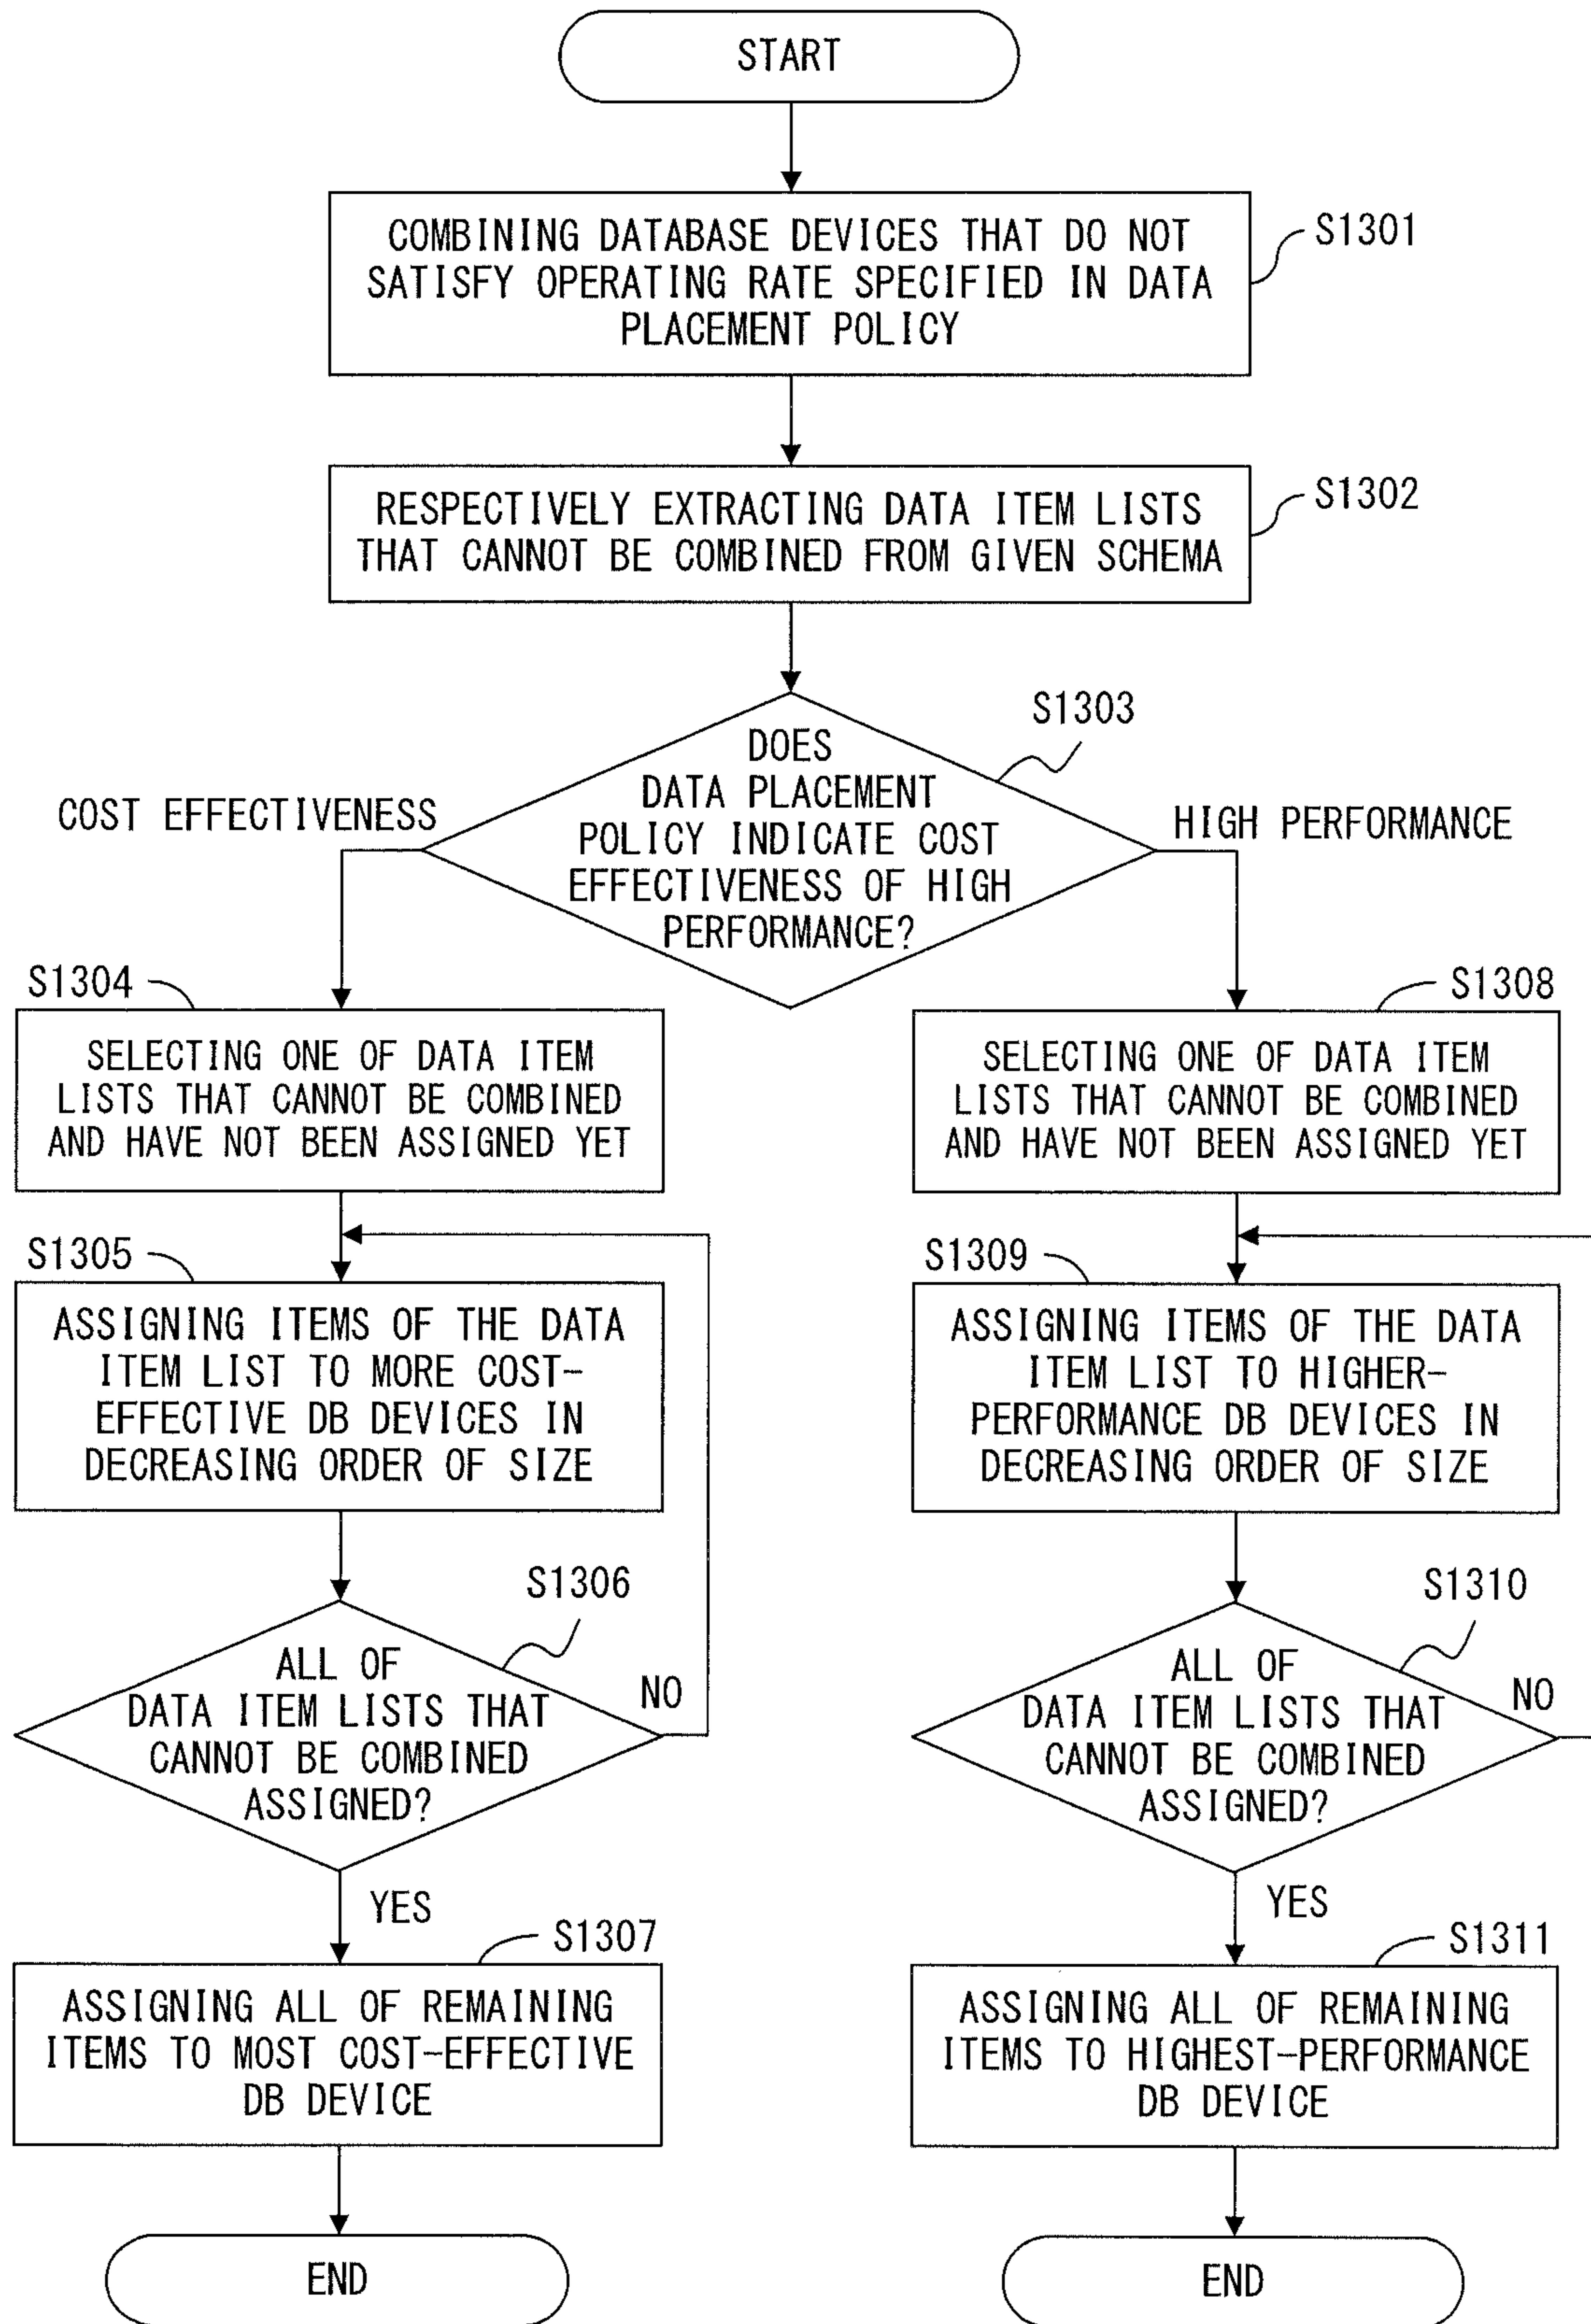 START
COMBINING DATABASE DEVICES THAT DO NOT
SATISFY OPERATING RATE SPECIFIED IN DATA
PLACEMENT POLICY
S1301
RESPECTIVELY EXTRACTING DATA ITEM LISTS
THAT CANNOT BE COMBINED FROM GIVEN SCHEMA
S1302
S1303
DOES
DATA PLACEMENT
POLICY INDICATE COST
EFFECTIVENESS OF HIGH
PERFORMANCE?
COST EFFECTIVENESS
HIGH PERFORMANCE
S1304
SELECTING ONE OF DATA ITEM
LISTS THAT CANNOT BE COMBINED
AND HAVE NOT BEEN ASSIGNED YET
S1305
ASSIGNING ITEMS OF THE DATA
ITEM LIST TO MORE COST-
EFFECTIVE DB DEVICES IN
DECREASING ORDER OF SIZE
S1306
ALL OF
DATA ITEM LISTS THAT
CANNOT BE COMBINED
ASSIGNED?
NO
YES
S1307
ASSIGNING ALL OF REMAINING
ITEMS TO MOST COST-EFFECTIVE
DB DEVICE
END
S1308
SELECTING ONE OF DATA ITEM
LISTS THAT CANNOT BE COMBINED
AND HAVE NOT BEEN ASSIGNED YET
S1309
ASSIGNING ITEMS OF THE DATA
ITEM LIST TO HIGHER-
PERFORMANCE DB DEVICES IN
DECREASING ORDER OF SIZE
S1310
ALL OF
DATA ITEM LISTS THAT
CANNOT BE COMBINED
ASSIGNED?
NO
YES
S1311
ASSIGNING ALL OF REMAINING
ITEMS TO HIGHEST-PERFORMANCE
DB DEVICE
END